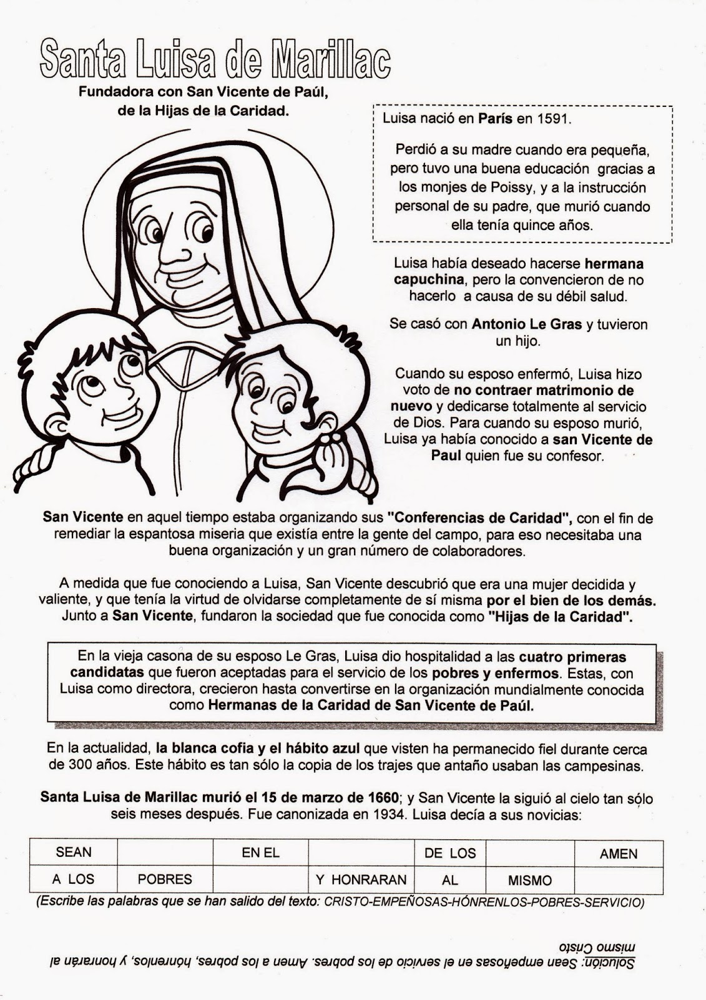 Santa Luisa de Marillac
Fundadora con San Vicente de Paúl,
de la Hijas de la Caridad.
Luisa nació en París en 1591.
Perdió a su madre cuando era pequeña,
pero tuvo una buena educación gracias a
los monjes de Poissy, y a la instrucción
personal de su padre, que murió cuando
ella tenía quince años.
Luisa había deseado hacerse hermana
capuchina, pero la convencieron de no
hacerlo a causa de su débil salud.
Se casó con Antonio Le Gras y tuvieron
un hijo.
Cuando su esposo enfermó, Luisa hizo
voto de no contraer matrimonio de
nuevo y dedicarse totalmente al servicio
de Dios. Para cuando su esposo murió,
Luisa ya había conocido a san Vicente de
Paul quien fue su confesor.
San Vicente en aquel tiempo estaba organizando sus "Conferencias de Caridad", con el fin de
remediar la espantosa miseria que existía entre la gente del campo, para eso necesitaba una
buena organización y un gran número de colaboradores.
A medida que fue conociendo a Luisa, San Vicente descubrió que era una mujer decidida y
valiente, y que tenía la virtud de olvidarse completamente de sí misma por el bien de los demás.
Junto a San Vicente, fundaron la sociedad que fue conocida como "Hijas de la Caridad".
En la vieja casona de su esposo Le Gras, Luisa dio hospitalidad a las cuatro primeras
candidatas que fueron aceptadas para el servicio de los pobres y enfermos. Estas, con
Luisa como directora, crecieron hasta convertirse en la organización mundialmente conocida
como Hermanas de la Caridad de San Vicente de Paúl.
En la actualidad, la blanca cofia y el hábito azul que visten ha permanecido fiel durante cerca
de 300 años. Este hábito es tan sólo la copia de los trajes que antaño usaban las campesinas.
Santa Luisa de Marillac murió el 15 de marzo de 1660; y San Vicente la siguió al cielo tan sólo
seis meses después. Fue canonizada en 1934. Luisa decía a sus novicias:
SEAN EN EL DE LOS AMEN
A LOS POBRES Y HONRARAN AL MISMO
(Escribe las palabras que se han salido del texto: CRISTO-EMPEÑOSAS-HÓNRENLOS-POBRES-SERVICIO)
Solución: Sean empeñosas en el servicio de los pobres. Amen a los pobres, hónrenlos, y honrarán al
mismo Cristo